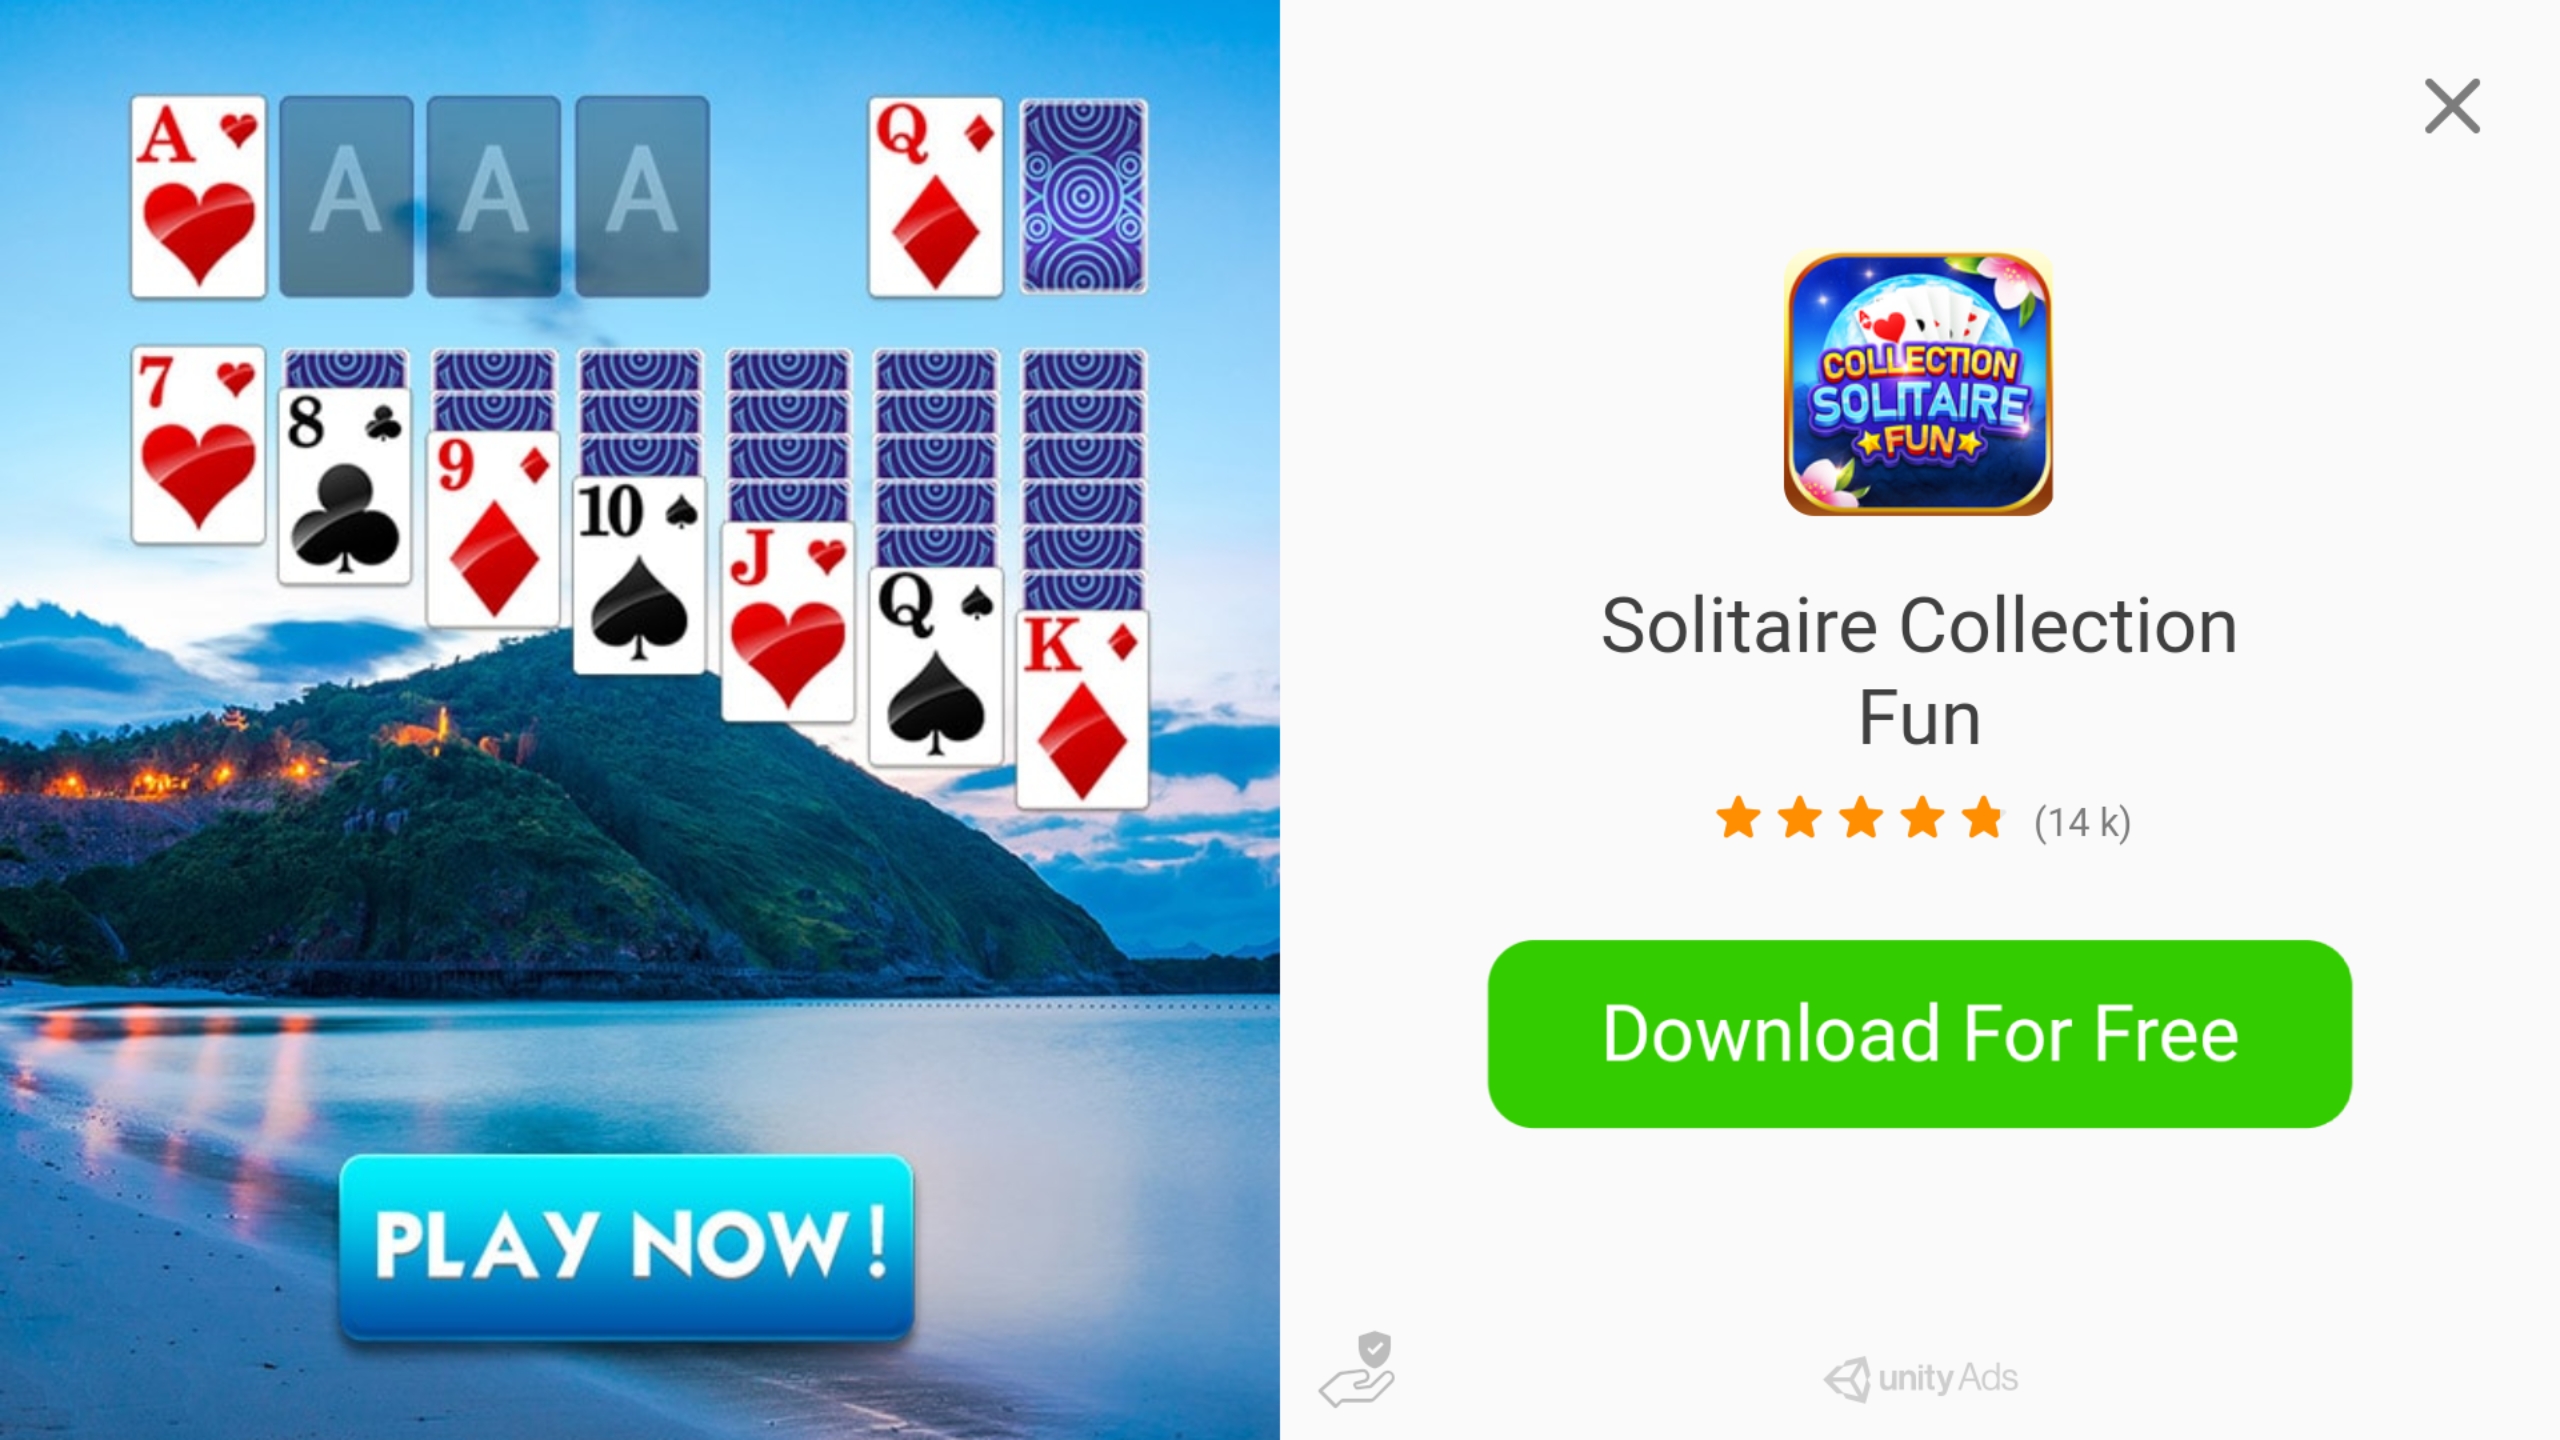 A A A A Q
7 8 9 10 J Q K
PLAY NOW!
COLLECTION
SOLITAIRE
FUN
Solitaire Collection
Fun
(14 k)
Download For Free
unity Ads